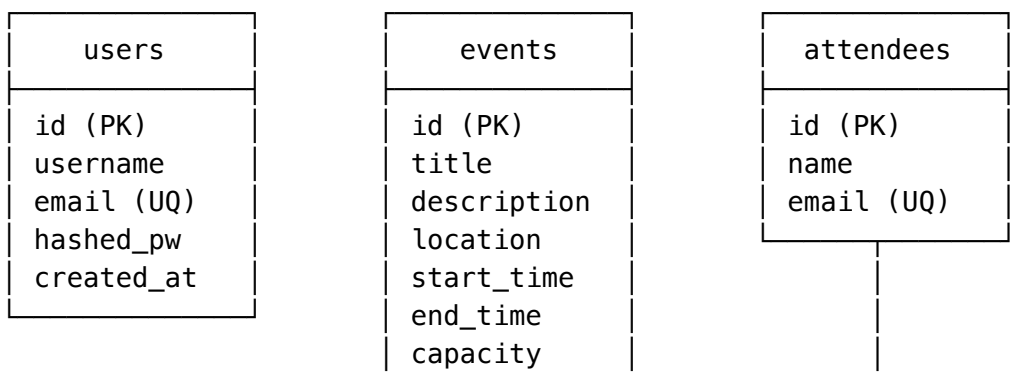 users
id (PK)
username
email (UQ)
hashed_pw
created_at
events
id (PK)
title
description
location
start_time
end_time
capacity
attendees
id (PK)
name
email (UQ)